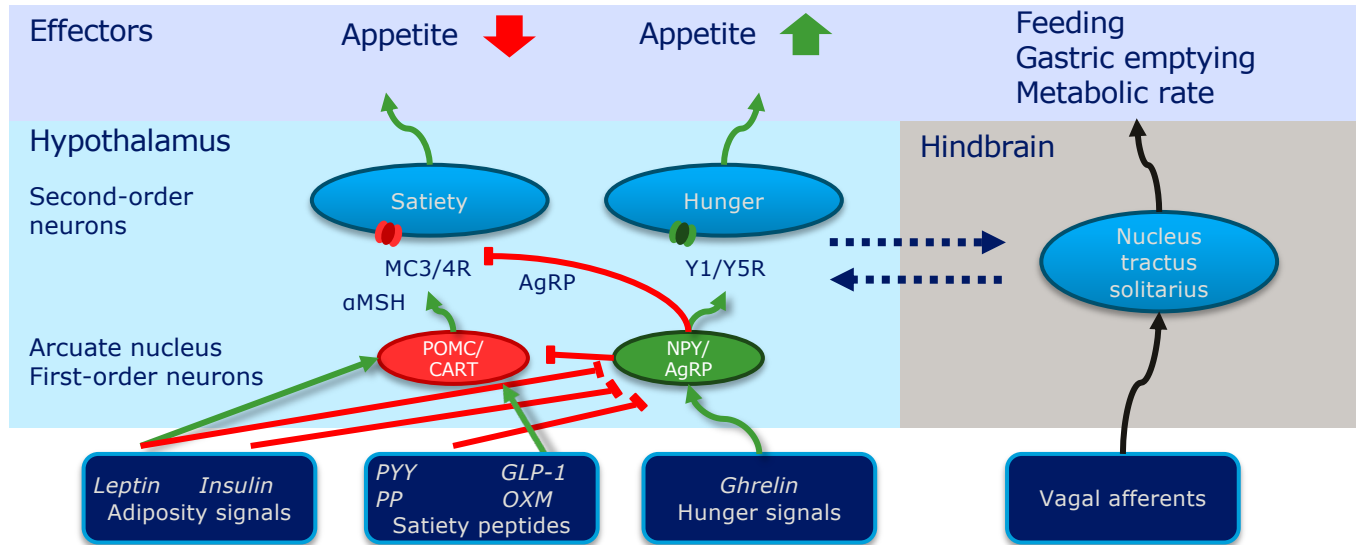 Effectors
Appetite
Appetite
Feeding
Gastric emptying
Metabolic rate
Hypothalamus
Hindbrain
Second-order
neurons
Satiety
Hunger
MC3/4R
AgRP
Y1/Y5R
αMSH
Nucleus
tractus
solitarius
Arcuate nucleus
First-order neurons
POMC/
CART
NPY/
AgRP
Leptin Insulin
Adiposity signals
PYY GLP-1
PP OXM
Satiety peptides
Ghrelin
Hunger signals
Vagal afferents